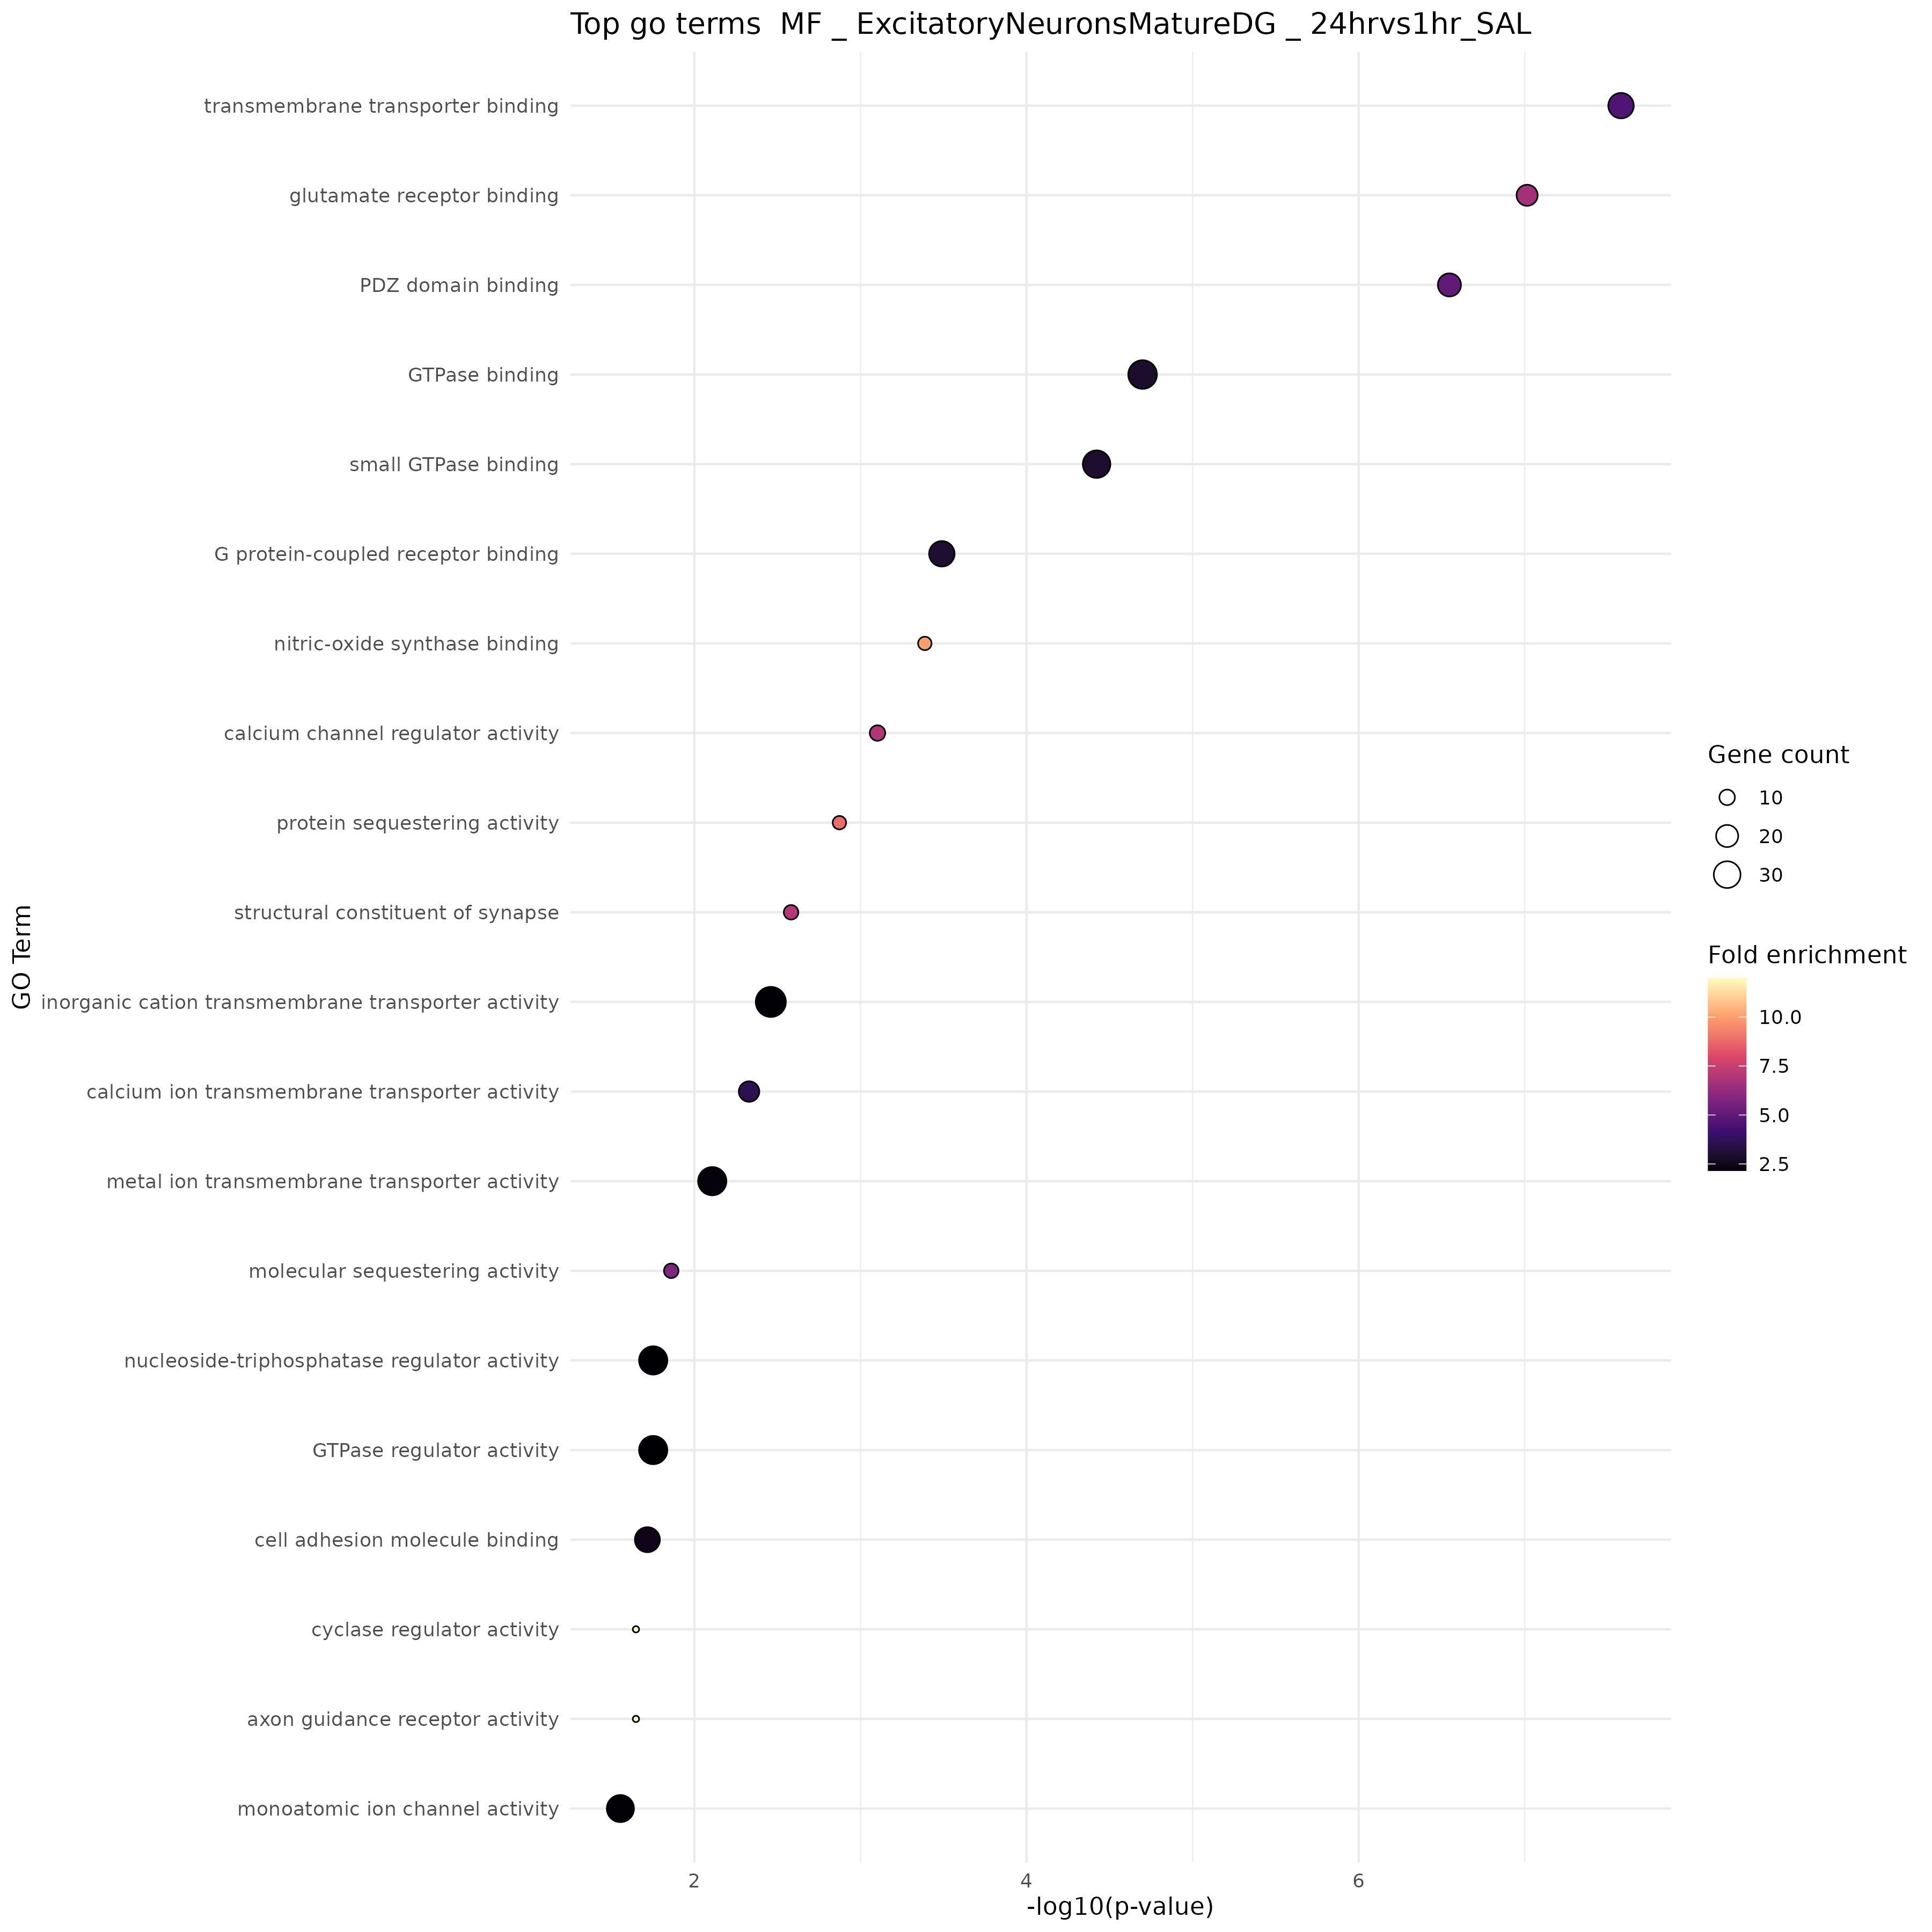 Top go terms  MF _ ExcitatoryNeuronsMatureDG _ 24hrvs1hr_SAL
transmembrane transporter binding
glutamate receptor binding
PDZ domain binding
GTPase binding
small GTPase binding
G protein-coupled receptor binding
nitric-oxide synthase binding
calcium channel regulator activity
protein sequestering activity
structural constituent of synapse
inorganic cation transmembrane transporter activity
calcium ion transmembrane transporter activity
metal ion transmembrane transporter activity
molecular sequestering activity
nucleoside-triphosphatase regulator activity
GTPase regulator activity
cell adhesion molecule binding
cyclase regulator activity
axon guidance receptor activity
monoatomic ion channel activity
GO Term
2
4
6
-log10(p-value)
Gene count
10
20
30
Fold enrichment
10.0
7.5
5.0
2.5